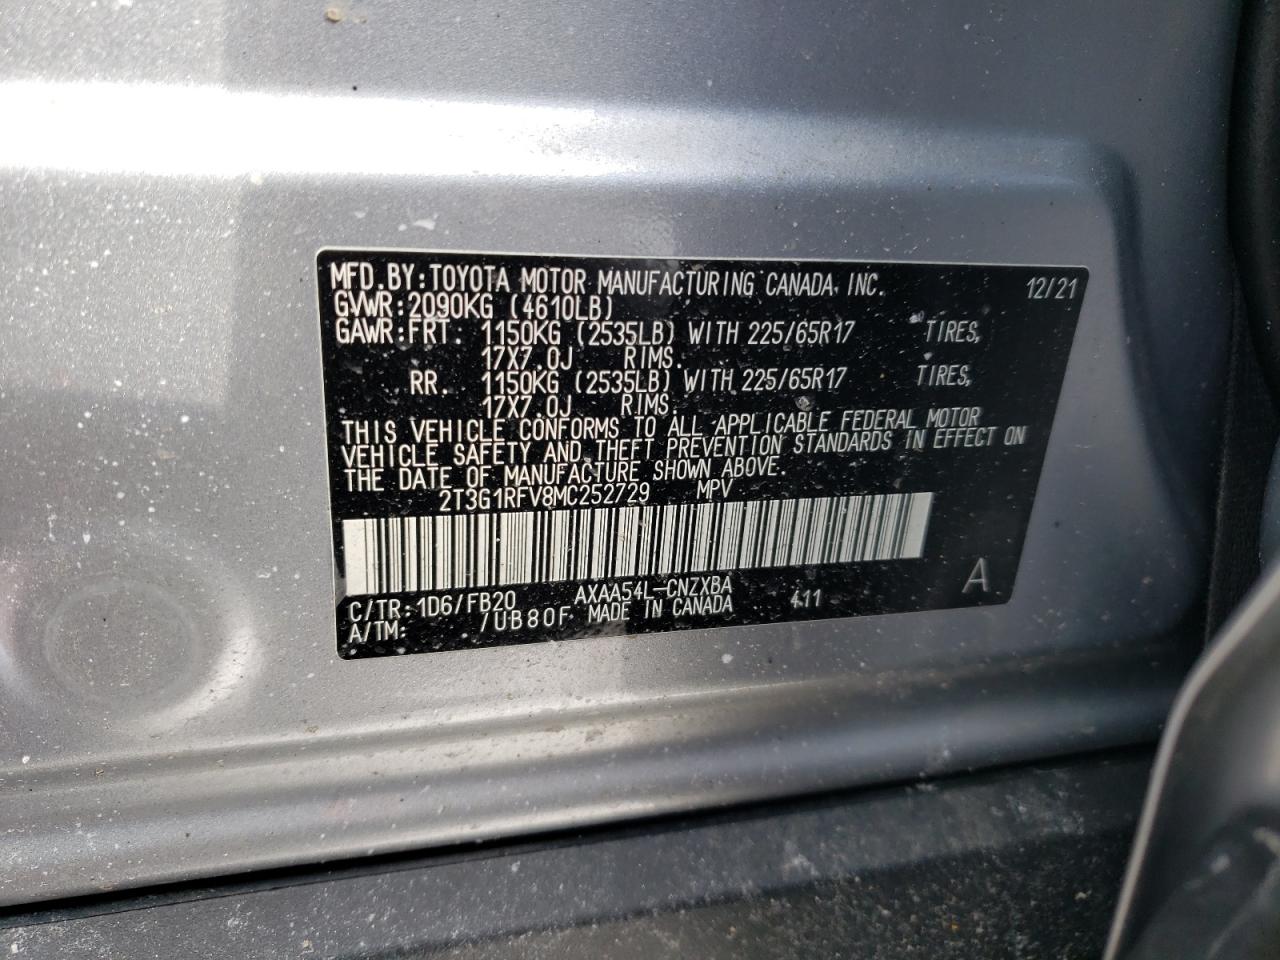 MFD.BY:TOYOTA MOTOR MANUFACTURING CANADA, INC. 12/21
GVWR:2090KG (4610LB)
GAWR:FRT. 1150KG (2535LB) WITH 225/65R17 TIRES,
17X7.0J RIMS.
RR. 1150KG (2535LB) WITH 225/65R17 TIRES,
17X7.0J RIMS.
THIS VEHICLE CONFORMS TO ALL APPLICABLE FEDERAL MOTOR
VEHICLE SAFETY AND THEFT PREVENTION STANDARDS IN EFFECT ON
THE DATE OF MANUFACTURE SHOWN ABOVE.
2T3G1RFV8MC252729 MPV
C/TR:1D6/FB20 AXAA54L-CNZXBA 411 A
A/TM: /UB80F MADE IN CANADA